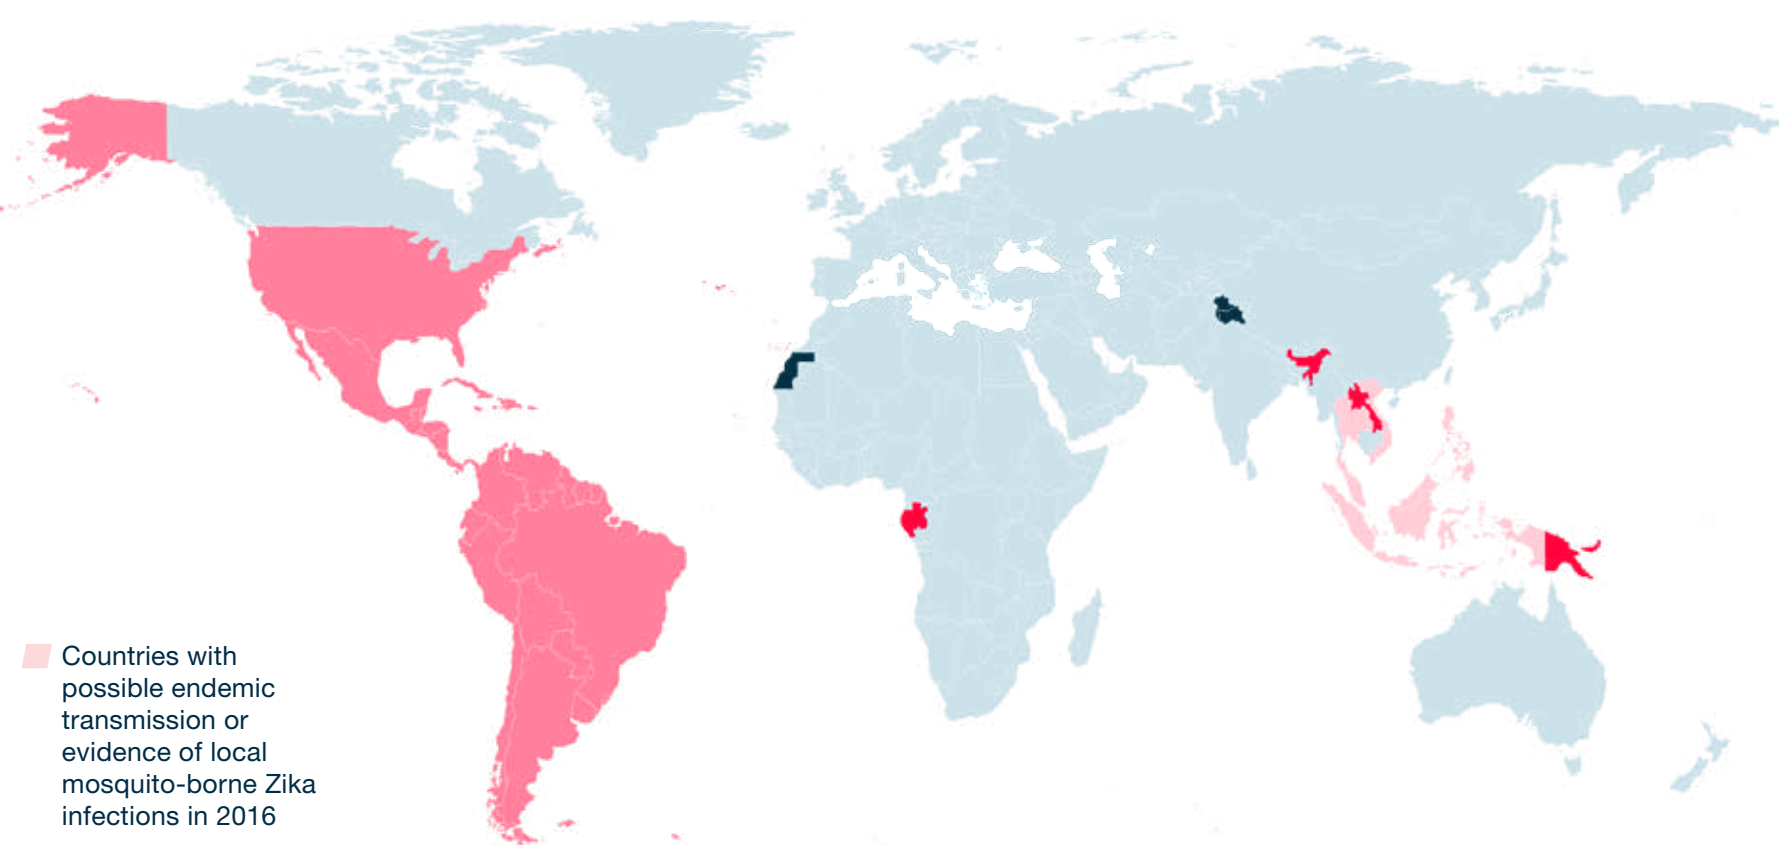 Countries with
possible endemic
transmission or
evidence of local
mosquito-borne Zika
infections in 2016